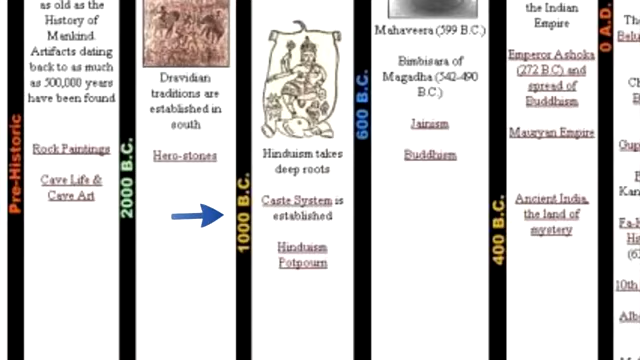 Pre-Historic
as old as the
History of
Mankind
Artifacts dating
back to as much
as 500,000 years
have been found
Rock Paintings
Cave Life &
Cave Art
2000 B.C.
Dravidian
traditions are
established in
south
Hero-stones
1000 B.C.
Hinduism takes
deep roots
Caste System is
established
Hinduism
Potpourri
600 B.C.
Mahaveera (599 B.C.)
Bimbisara of
Magadha (542-490
B.C.)
Jainism
Buddhism
400 B.C.
the Indian
Empire
Emperor Ashoka
(272 B.C) and
spread of
Buddhism
Mauryan Empire
Ancient India,
the land of
mystery
0 A.D.
10th